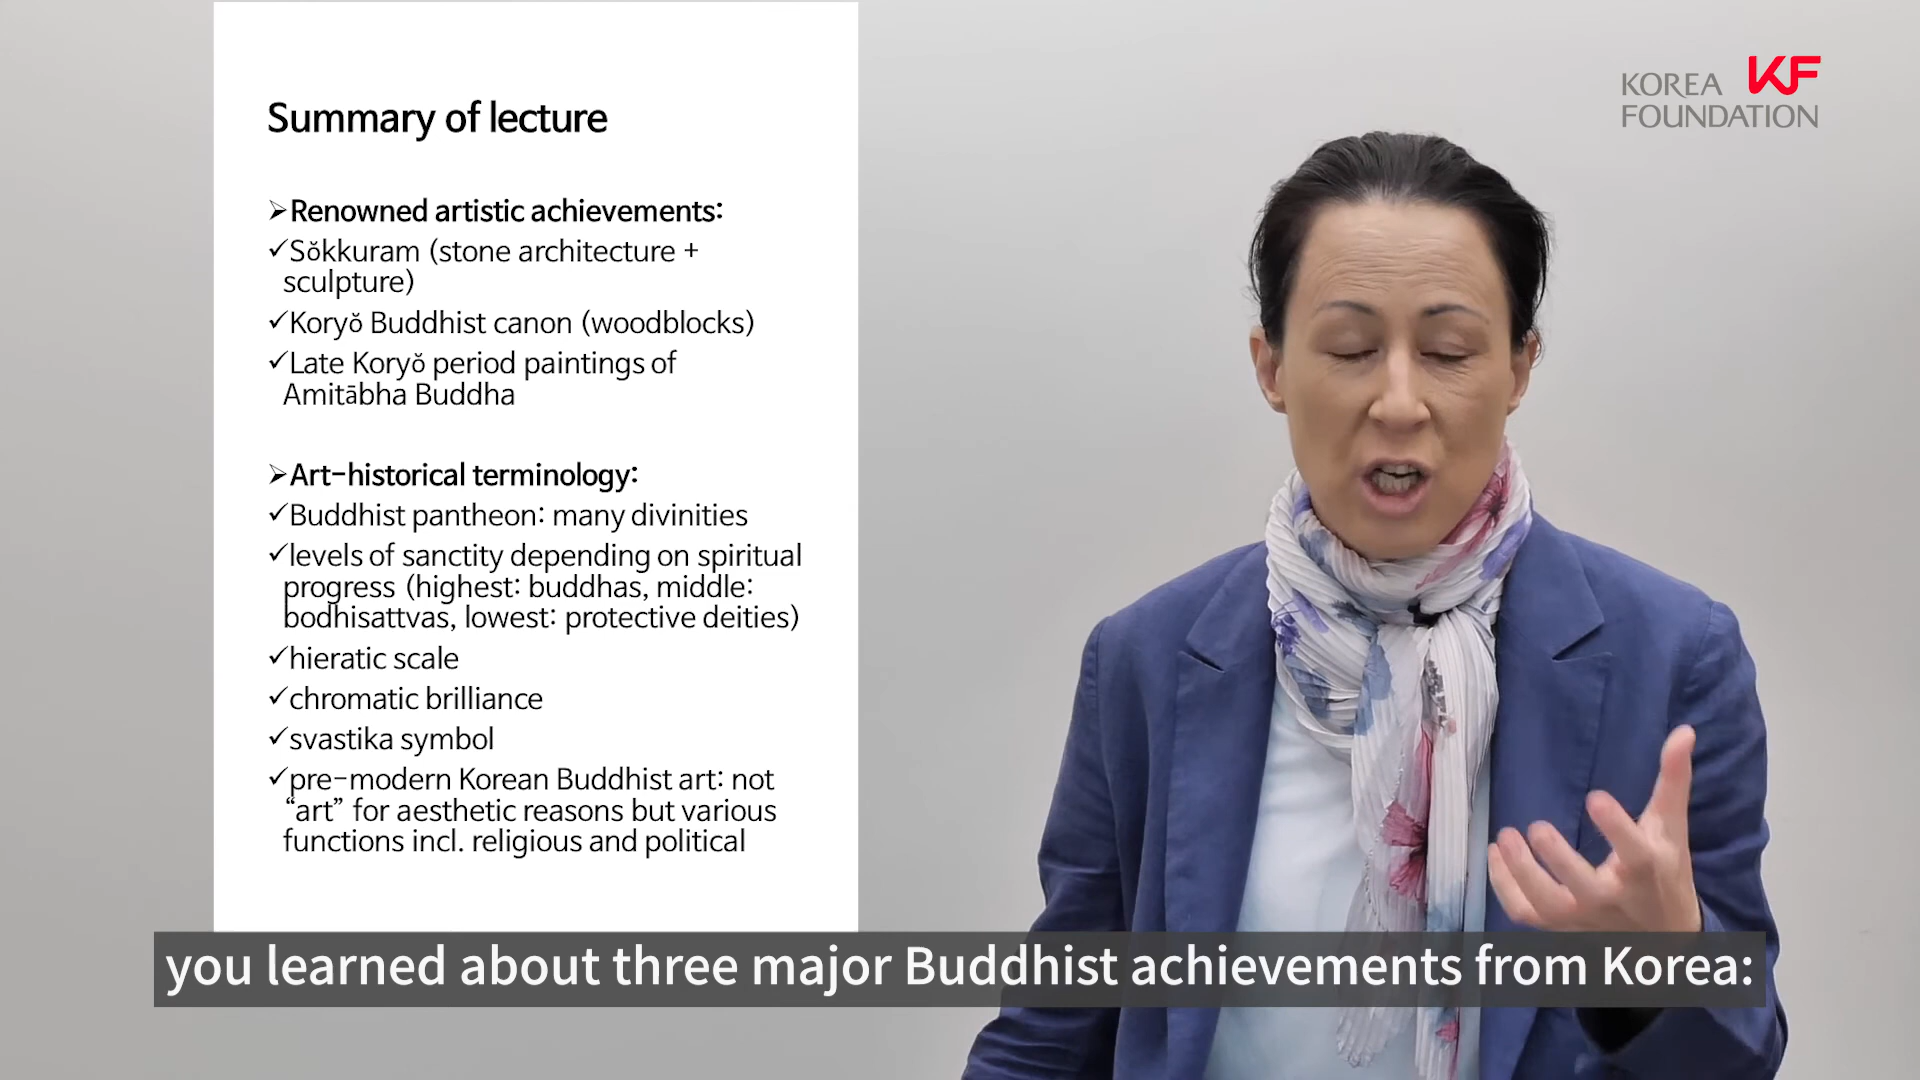 Summary of lecture
➢Renowned artistic achievements:
✓Sŏkkuram (stone architecture +
sculpture)
✓Koryŏ Buddhist canon (woodblocks)
✓Late Koryŏ period paintings of
Amitābha Buddha
➢Art-historical terminology:
✓Buddhist pantheon: many divinities
✓levels of sanctity depending on spiritual
progress (highest: buddhas, middle:
bodhisattvas, lowest: protective deities)
✓hieratic scale
✓chromatic brilliance
✓svastika symbol
✓pre-modern Korean Buddhist art: not
“art” for aesthetic reasons but various
functions incl. religious and political
KOREA KF
FOUNDATION
you learned about three major Buddhist achievements from Korea: